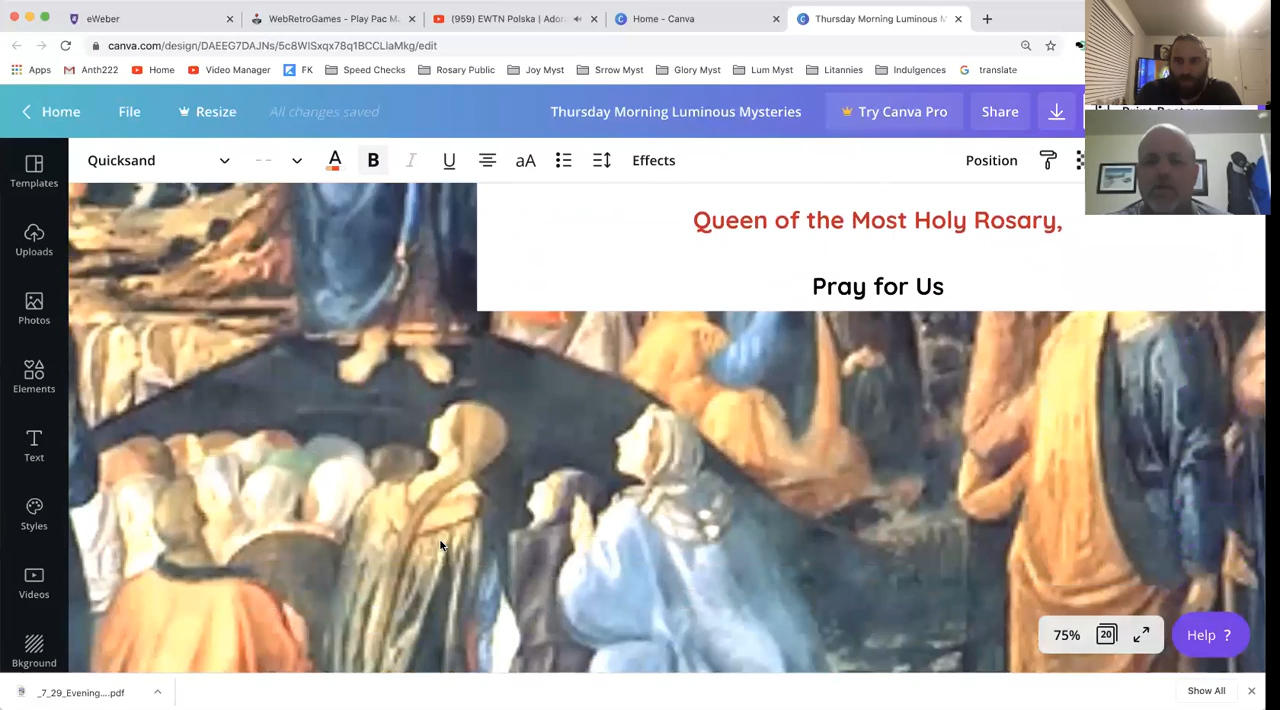 eWeber
WebRetroGames - Play Pac M
(959) EWTN Polska | Ador
Home - Canva
Thursday Morning Luminous M
canva.com/design/DAEEG7DAJNs/5c8WISxqx78q1BCCLlaMkg/edit
Apps
Anth222
Home
Video Manager
FK
Speed Checks
Rosary Public
Joy Myst
Srrow Myst
Glory Myst
Lum Myst
Litannies
Indulgences
translate
Home
File
Resize
All changes saved
Thursday Morning Luminous Mysteries
Try Canva Pro
Share
Quicksand
--
A
B
I
U
aA
Effects
Position
Templates
Uploads
Photos
Elements
Text
Styles
Videos
Bkground
Queen of the Most Holy Rosary,
Pray for Us
75%
20
Help ?
_7_29_Evening....pdf
Show All